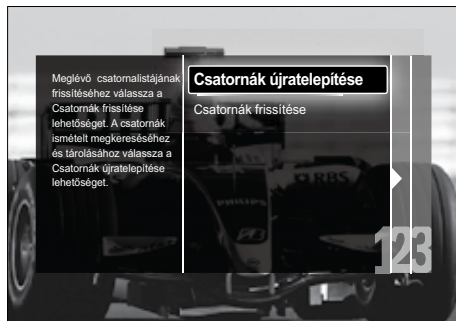 Meglévő csatornalistájának
frissítéséhez válassza a
Csatornák frissítése
lehetőséget. A csatornák
ismételt megkereséséhez
és tárolásához válassza a
Csatornák újratelepítése
lehetőséget.
Csatornák újratelepítése
Csatornák frissítése
RBS
PHILIPS
123